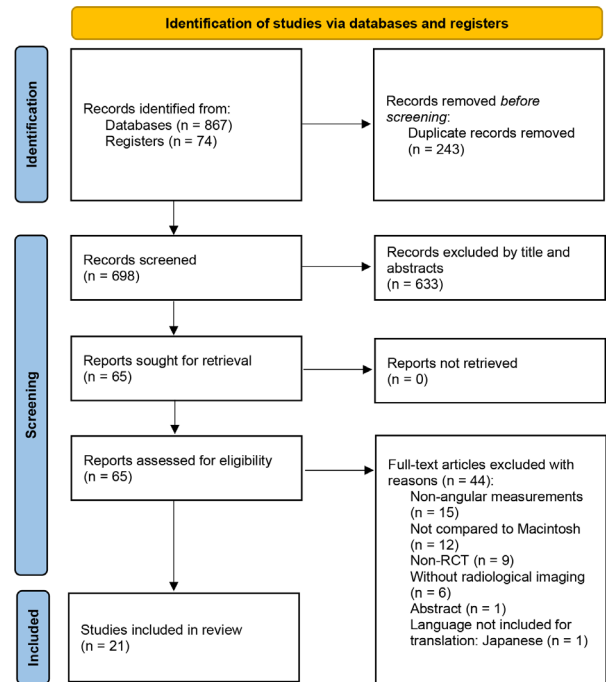 Identification of studies via databases and registers
Identification
Records identified from:
Databases (n = 867)
Registers (n = 74)
Records removed before
screening:
Duplicate records removed
(n = 243)
Screening
Records screened
(n = 698)
Records excluded by title and
abstracts
(n = 633)
Reports sought for retrieval
(n = 65)
Reports not retrieved
(n = 0)
Reports assessed for eligibility
(n = 65)
Full-text articles excluded with
reasons (n = 44):
Non-angular measurements
(n = 15)
Not compared to Macintosh
(n = 12)
Non-RCT (n = 9)
Without radiological imaging
(n = 6)
Abstract (n = 1)
Language not included for
translation: Japanese (n = 1)
Included
Studies included in review
(n = 21)